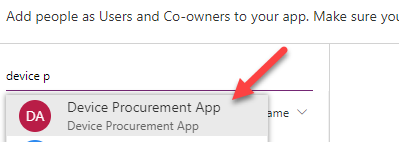 Add people as Users and Co-owners to your app. Make sure you
device p
DA
Device Procurement App
ame
Device Procurement App